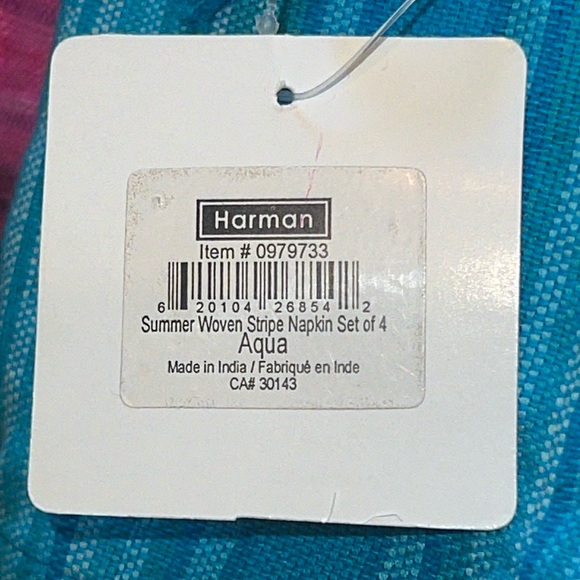 Harman
Item # 0979733
6 20104 26854 2
Summer Woven Stripe Napkin Set of 4
Aqua
Made in India / Fabriqué en Inde
CA# 30143